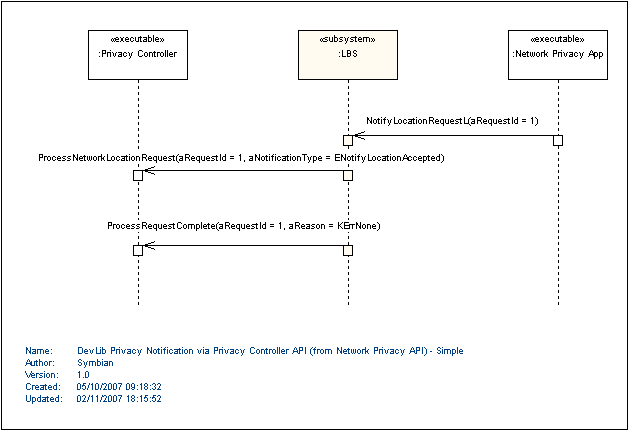 «executable»
:Privacy Controller
«subsystem»
:LBS
«executable»
:Network Privacy App
NotifyLocationRequestL(aRequestId = 1)
ProcessNetworkLocationRequest(aRequestId = 1, aNotificationType = ENotifyLocationAccepted)
ProcessRequestComplete(aRequestId = 1, aReason = KErrNone)
Name: DevLib Privacy Notification via Privacy Controller API (from Network Privacy API) - Simple
Author: Symbian
Version: 1.0
Created: 05/10/2007 09:18:32
Updated: 02/11/2007 18:15:52